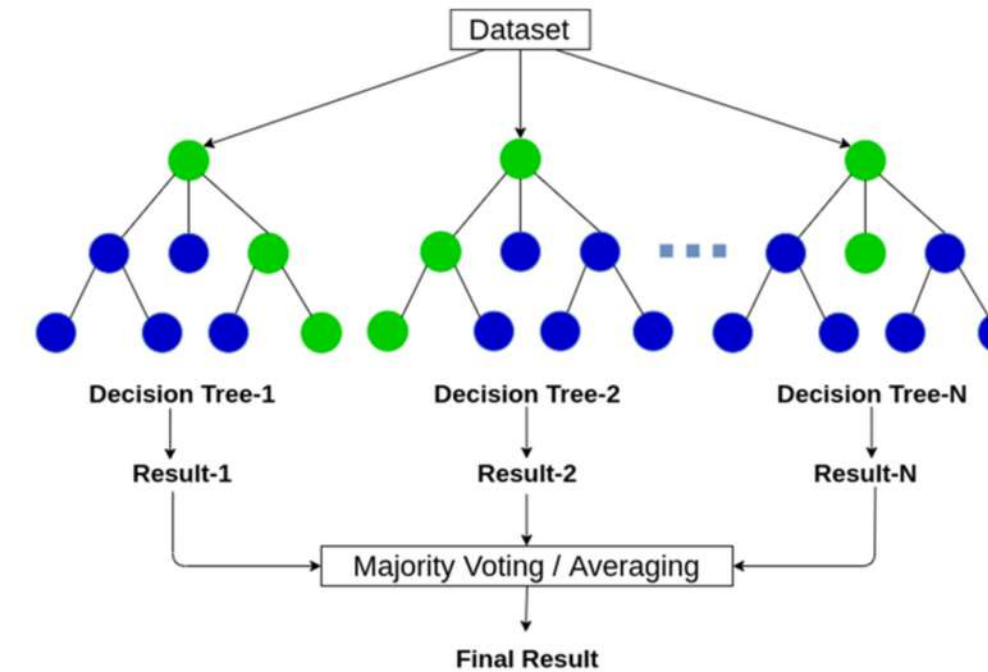 Dataset
Decision Tree-1
Decision Tree-2
Decision Tree-N
Result-1
Result-2
Result-N
Majority Voting / Averaging
Final Result